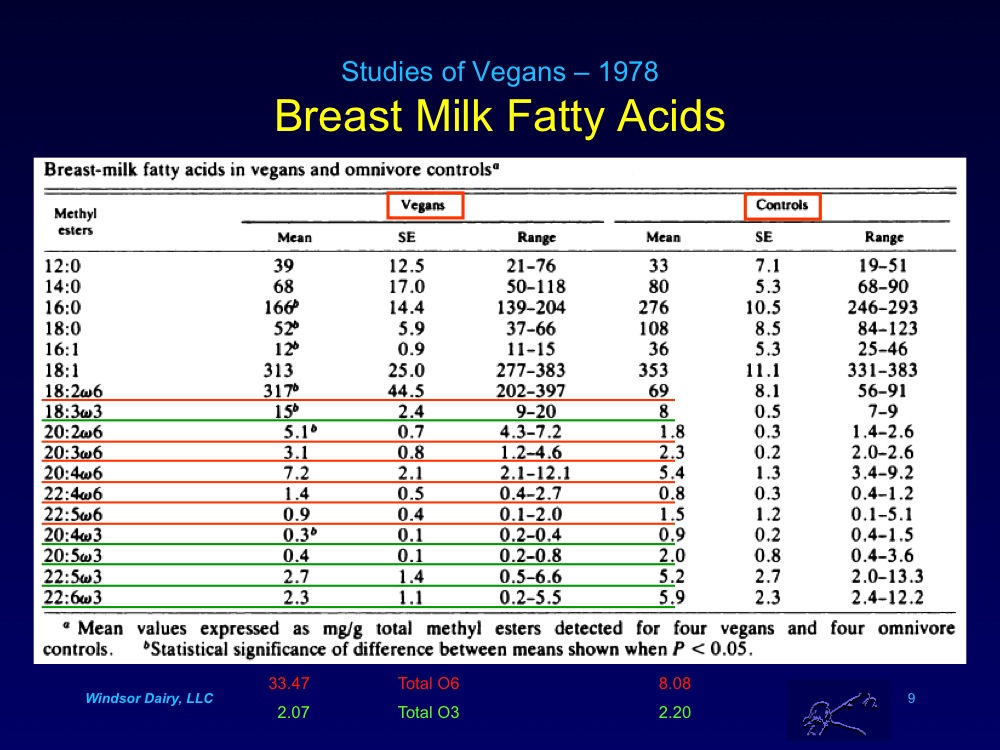 Studies of Vegans – 1978
Breast Milk Fatty Acids
Breast-milk fatty acids in vegans and omnivore controlsᵃ
Vegans Controls
Methyl esters Mean SE Range Mean SE Range
12:0 39 12.5 21–76 33 7.1 19–51
14:0 68 17.0 50–118 80 5.3 68–90
16:0 166ᵇ 14.4 139–204 276 10.5 246–293
18:0 52ᵇ 5.9 37–66 108 8.5 84–123
16:1 12ᵇ 0.9 11–15 36 5.3 25–46
18:1 313 25.0 277–383 353 11.1 331–383
18:2ω6 317ᵇ 44.5 202–397 69 8.1 56–91
18:3ω3 15ᵇ 2.4 9–20 8 0.5 7–9
20:2ω6 5.1ᵇ 0.7 4.3–7.2 1.8 0.3 1.4–2.6
20:3ω6 3.1 0.8 1.2–4.6 2.3 0.2 2.0–2.6
20:4ω6 7.2 2.1 2.1–12.1 5.4 1.3 3.4–9.2
22:4ω6 1.4 0.5 0.4–2.7 0.8 0.3 0.4–1.2
22:5ω6 0.9 0.4 0.1–2.0 1.5 1.2 0.1–5.1
20:4ω3 0.3ᵇ 0.1 0.2–0.4 0.9 0.2 0.4–1.5
20:5ω3 0.4 0.1 0.2–0.8 2.0 0.8 0.4–3.6
22:5ω3 2.7 1.4 0.5–6.6 5.2 2.7 2.0–13.3
22:6ω3 2.3 1.1 0.2–5.5 5.9 2.3 2.4–12.2
ᵃ Mean values expressed as mg/g total methyl esters detected for four vegans and four omnivore
controls. ᵇStatistical significance of difference between means shown when P < 0.05.
33.47 Total O6 8.08
Windsor Dairy, LLC 9
2.07 Total O3 2.20